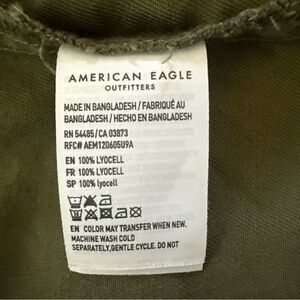 AMERICAN EAGLE
OUTFITTERS
MADE IN BANGLADESH / FABRIQUÉ AU
BANGLADESH / HECHO EN BANGLADESH
RN 54485 / CA 03873
RFC# AEM120605U9A
EN 100% LYOCELL
FR 100% LYOCELL
SP 100% lyocell
EN COLOR MAY TRANSFER WHEN NEW.
MACHINE WASH COLD
SEPARATELY,GENTLE CYCLE. DO NOT